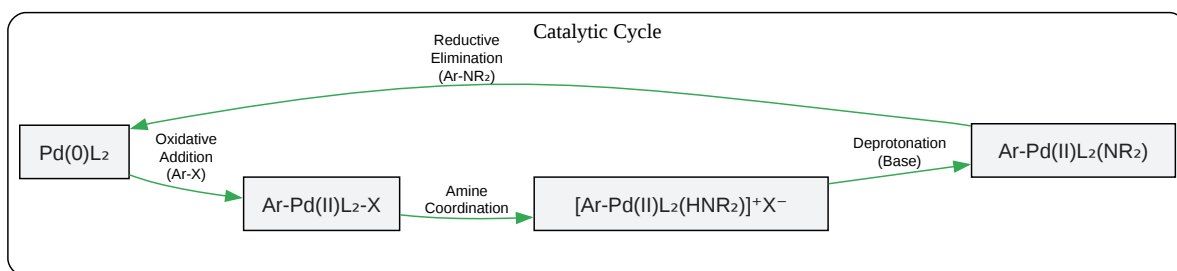 Catalytic Cycle
Reductive
Elimination
(Ar-NR₂)
Pd(0)L₂
Oxidative
Addition
(Ar-X)
Ar-Pd(II)L₂-X
Amine
Coordination
[Ar-Pd(II)L₂(HNR₂)]⁺X⁻
Deprotonation
(Base)
Ar-Pd(II)L₂(NR₂)